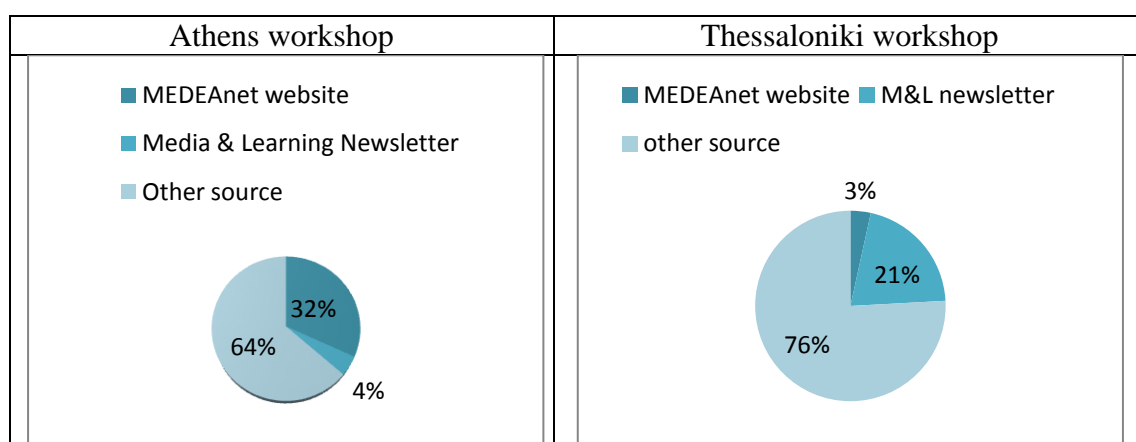 Athens workshop
MEDEAnet website
Media & Learning Newsletter
Other source
32%
64%
4%
Thessaloniki workshop
MEDEAnet website M&L newsletter
other source
3%
21%
76%